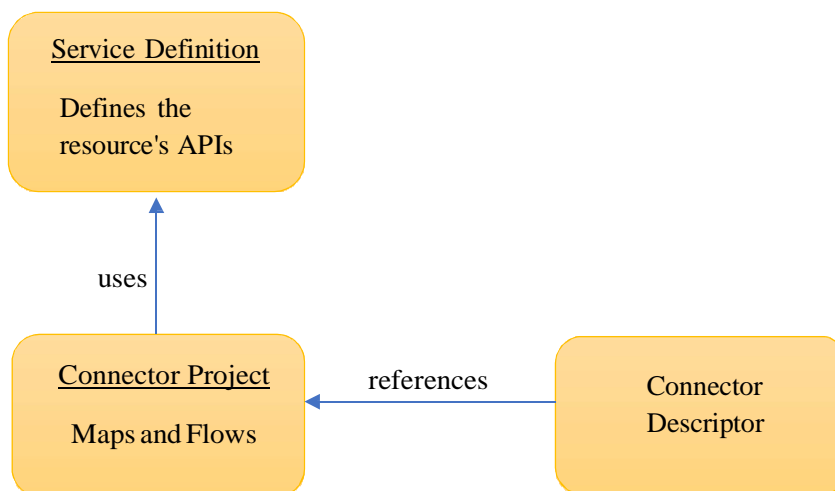 Service Definition
Defines the
resource's APIs
uses
Connector Project
Maps and Flows
references
Connector
Descriptor